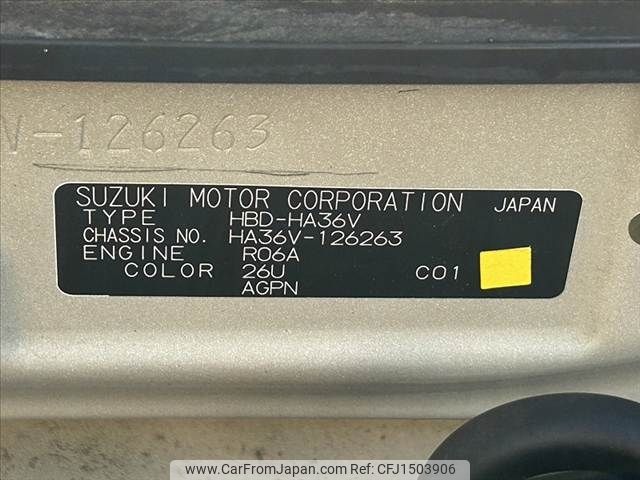 V-126263
SUZUKI MOTOR CORPORATION JAPAN
TYPE HBD-HA36V
CHASSIS NO. HA36V-126263
ENGINE R06A
COLOR 26U C01
AGPN
www.CarFromJapan.com CFJ1503906